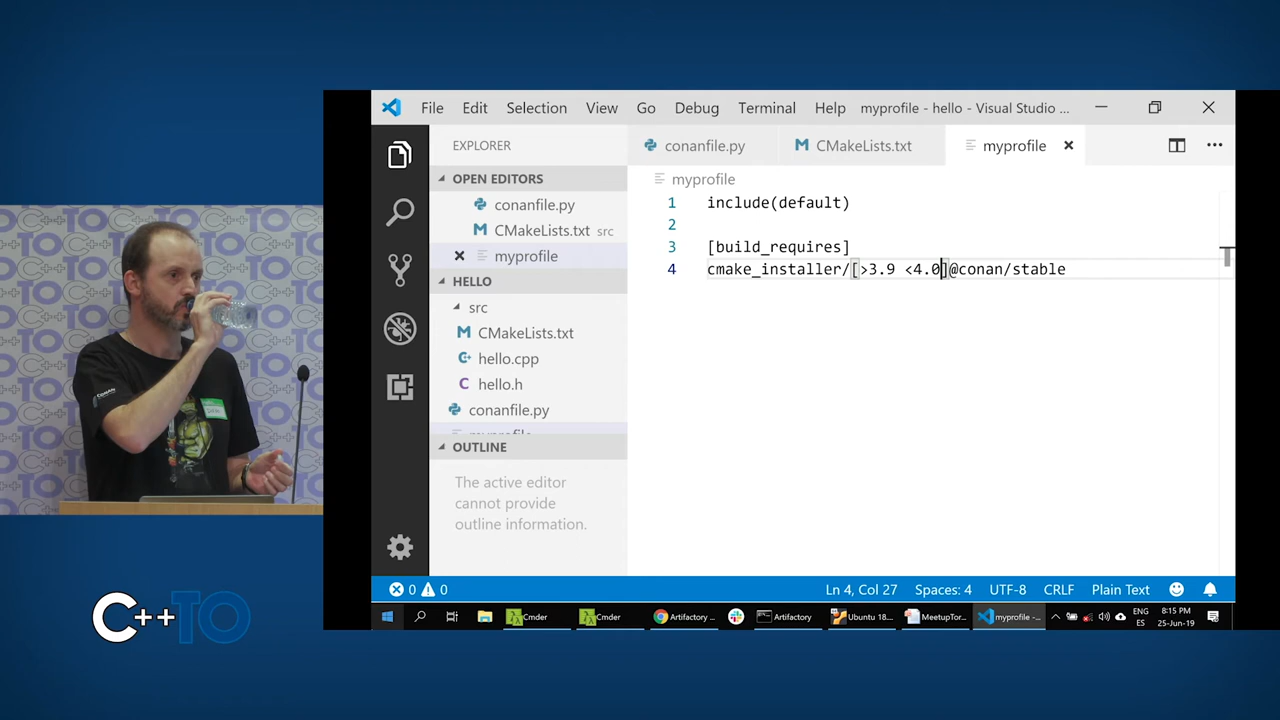 File Edit Selection View Go Debug Terminal Help myprofile - hello - Visual Studio ...
EXPLORER
OPEN EDITORS
conanfile.py
CMakeLists.txt src
myprofile
HELLO
src
CMakeLists.txt
hello.cpp
hello.h
conanfile.py
OUTLINE
The active editor
cannot provide
outline information.
conanfile.py CMakeLists.txt myprofile
myprofile
1 include(default)
2
3 [build_requires]
4 cmake_installer/[>3.9 <4.0]@conan/stable
0 0 Ln 4, Col 27 Spaces: 4 UTF-8 CRLF Plain Text
Cmder Cmder Artifactory ... Artifactory Ubuntu 18... MeetupTor... myprofile -...
ENG 8:15 PM
ES 25-Jun-19
CONAN
C++TO